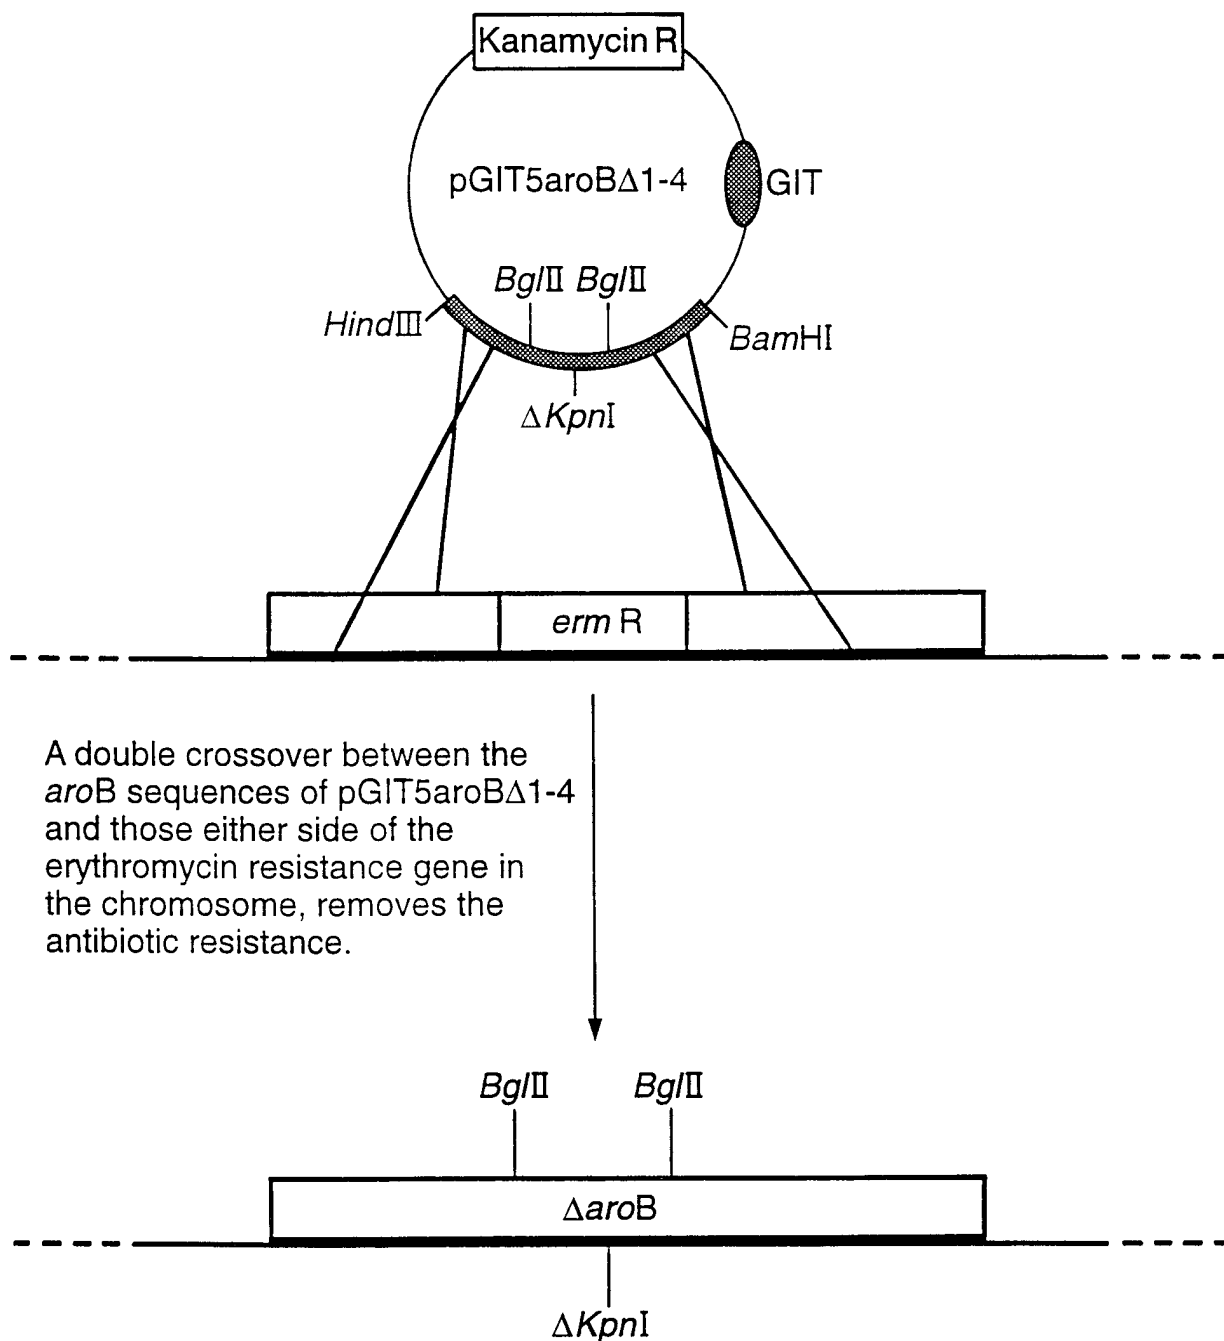 Kanamycin R
pGIT5aroBΔ1-4
GIT
BglII BglII
HindIII
BamHI
ΔKpnI
erm R
A double crossover between the
aroB sequences of pGIT5aroBΔ1-4
and those either side of the
erythromycin resistance gene in
the chromosome, removes the
antibiotic resistance.
BglII BglII
ΔaroB
ΔKpnI